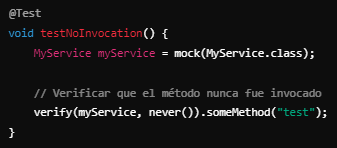 @Test
void testNoInvocation() {
    MyService myService = mock(MyService.class);

    // Verificar que el método nunca fue invocado
    verify(myService, never()).someMethod("test");
}